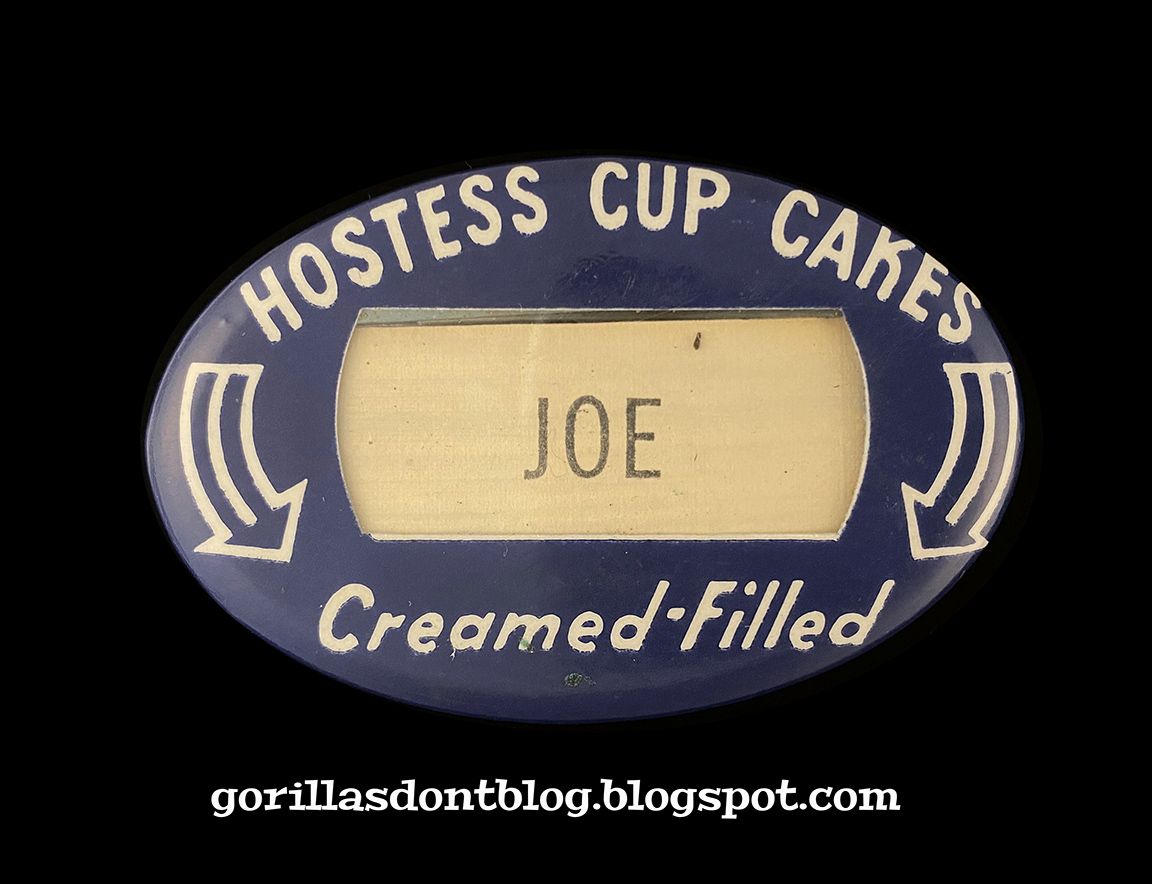 HOSTESS CUP CAKES
JOE
Creamed-Filled
gorillasdontblog.blogspot.com